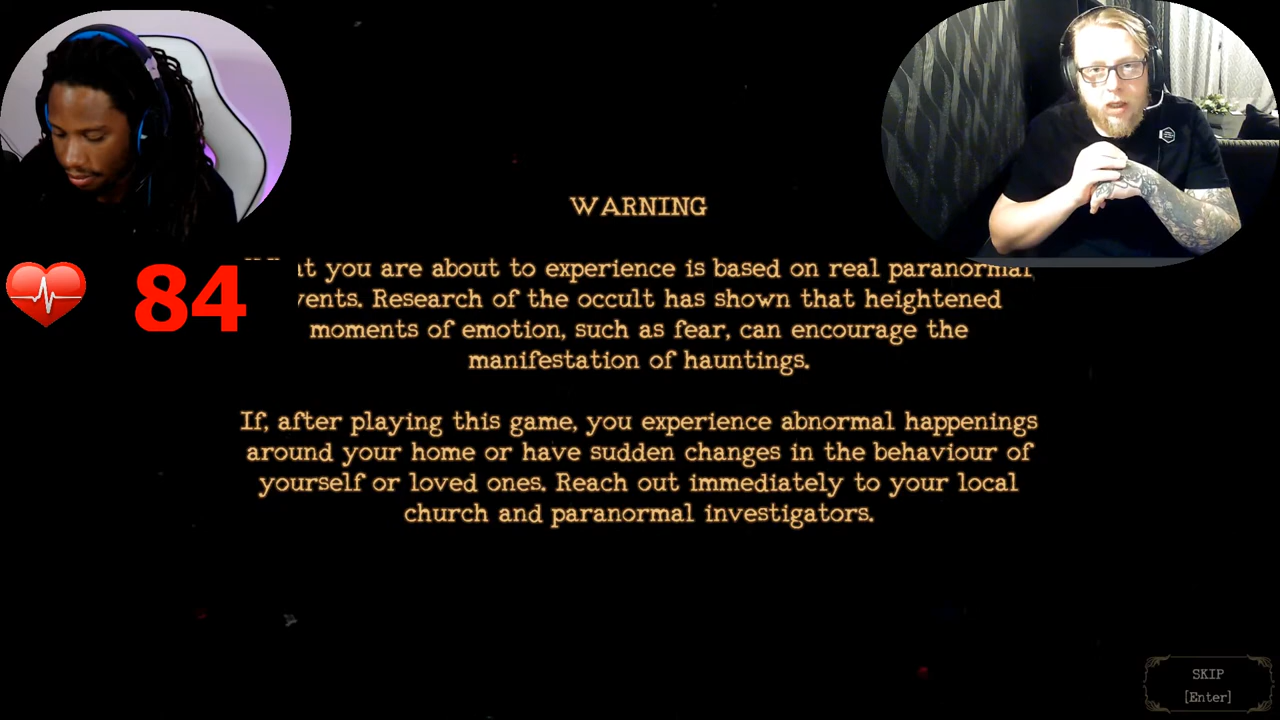 WARNING
84
at you are about to experience is based on real paranormal
vents. Research of the occult has shown that heightened
moments of emotion, such as fear, can encourage the
manifestation of hauntings.
If, after playing this game, you experience abnormal happenings
around your home or have sudden changes in the behaviour of
yourself or loved ones. Reach out immediately to your local
church and paranormal investigators.
SKIP
[Enter]